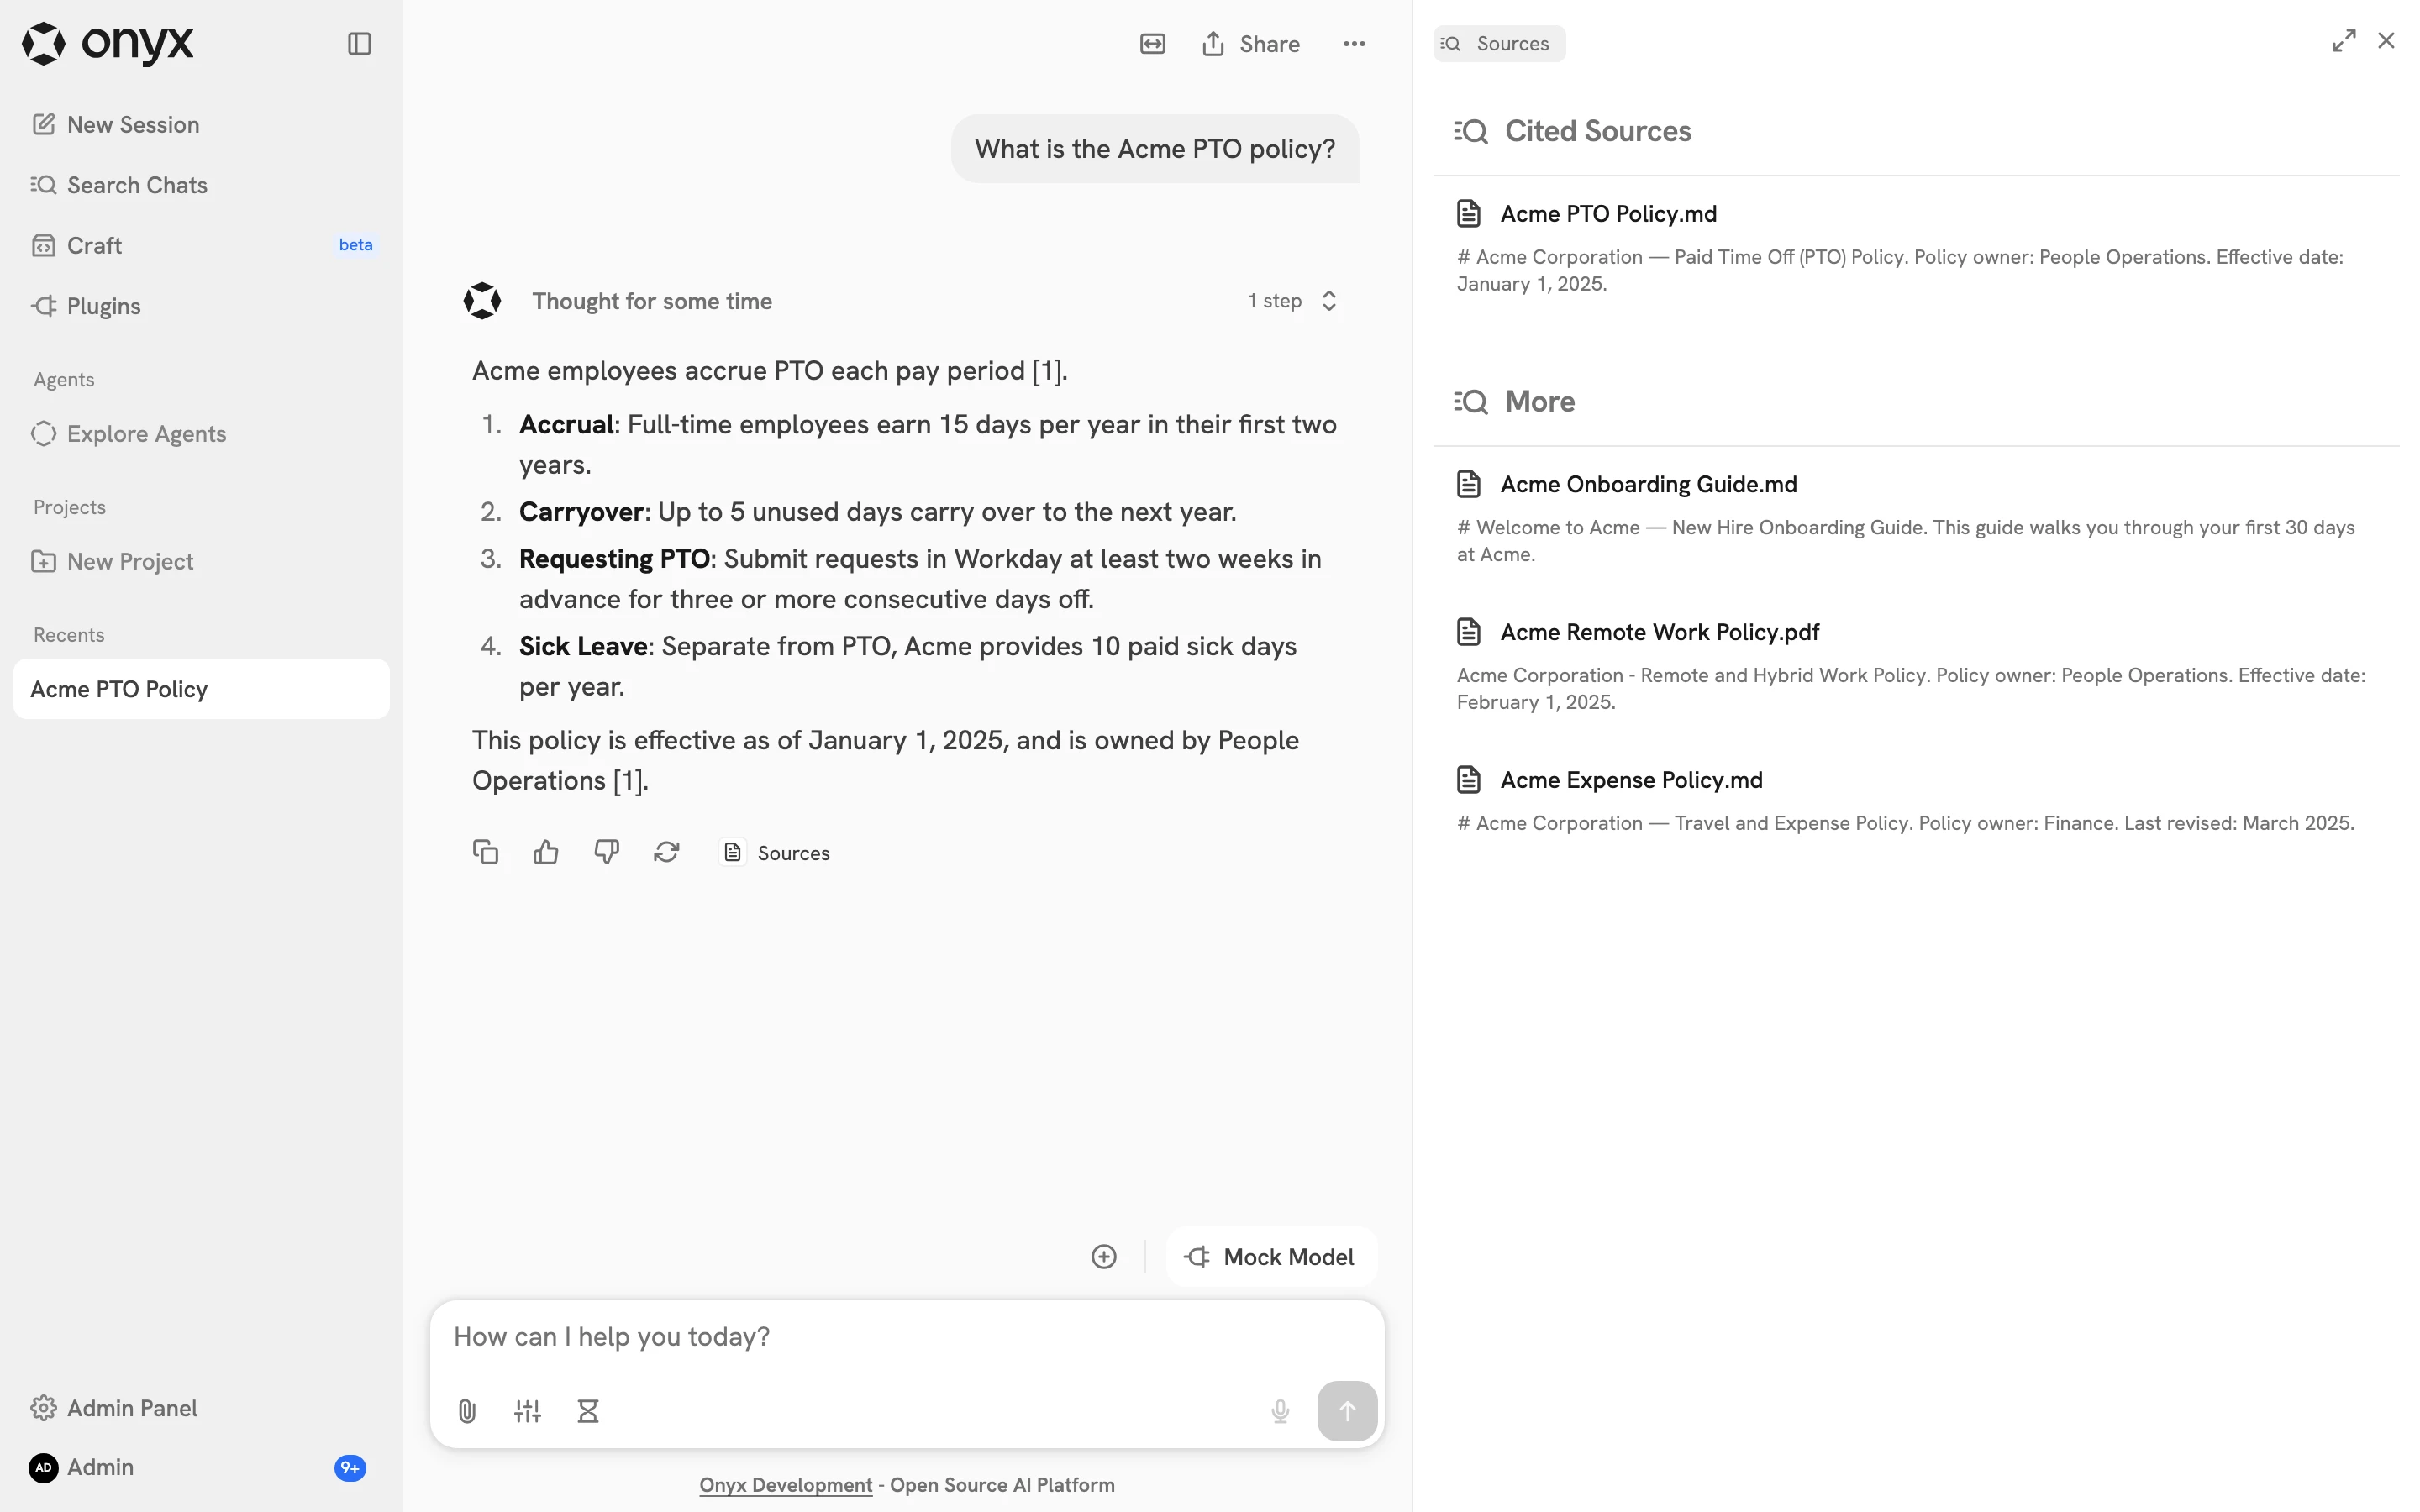 onyx
New Session
Search Chats
Craft
beta
Plugins
Agents
Explore Agents
Projects
New Project
Recents
Acme PTO Policy
Admin Panel
AD
Admin
9+
Share
What is the Acme PTO policy?
Thought for some time
1 step
Acme employees accrue PTO each pay period [1].
1. Accrual: Full-time employees earn 15 days per year in their first two
years.
2. Carryover: Up to 5 unused days carry over to the next year.
3. Requesting PTO: Submit requests in Workday at least two weeks in
advance for three or more consecutive days off.
4. Sick Leave: Separate from PTO, Acme provides 10 paid sick days
per year.
This policy is effective as of January 1, 2025, and is owned by People
Operations [1].
Sources
Mock Model
How can I help you today?
Onyx Development - Open Source AI Platform
Sources
Cited Sources
Acme PTO Policy.md
# Acme Corporation — Paid Time Off (PTO) Policy. Policy owner: People Operations. Effective date:
January 1, 2025.
More
Acme Onboarding Guide.md
# Welcome to Acme — New Hire Onboarding Guide. This guide walks you through your first 30 days
at Acme.
Acme Remote Work Policy.pdf
Acme Corporation - Remote and Hybrid Work Policy. Policy owner: People Operations. Effective date:
February 1, 2025.
Acme Expense Policy.md
# Acme Corporation — Travel and Expense Policy. Policy owner: Finance. Last revised: March 2025.